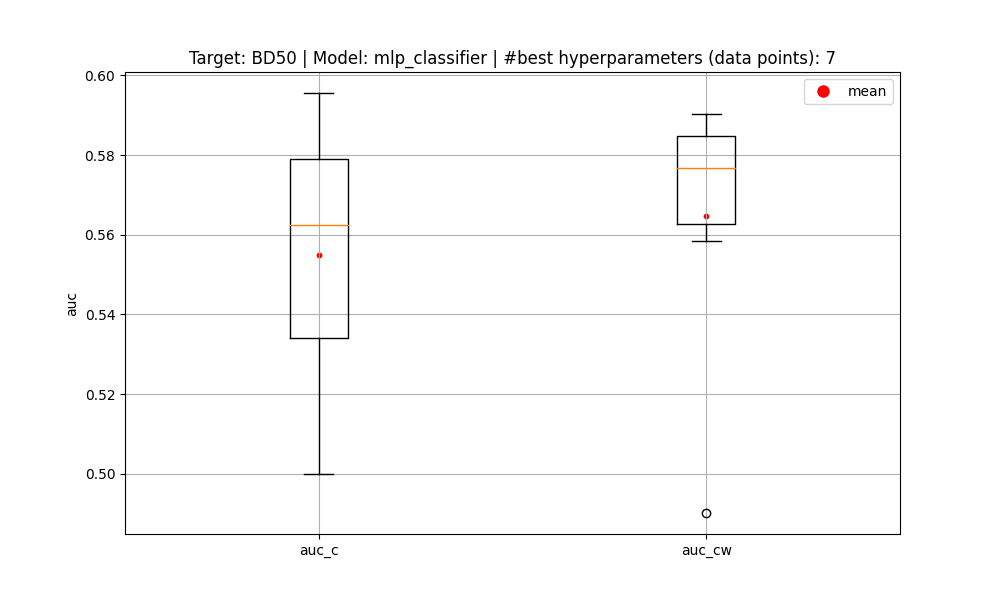 Target: BD50 | Model: mlp_classifier | #best hyperparameters (data points): 7
mean
0.60
0.58
0.56
0.54
0.52
0.50
auc
auc_c
auc_cw